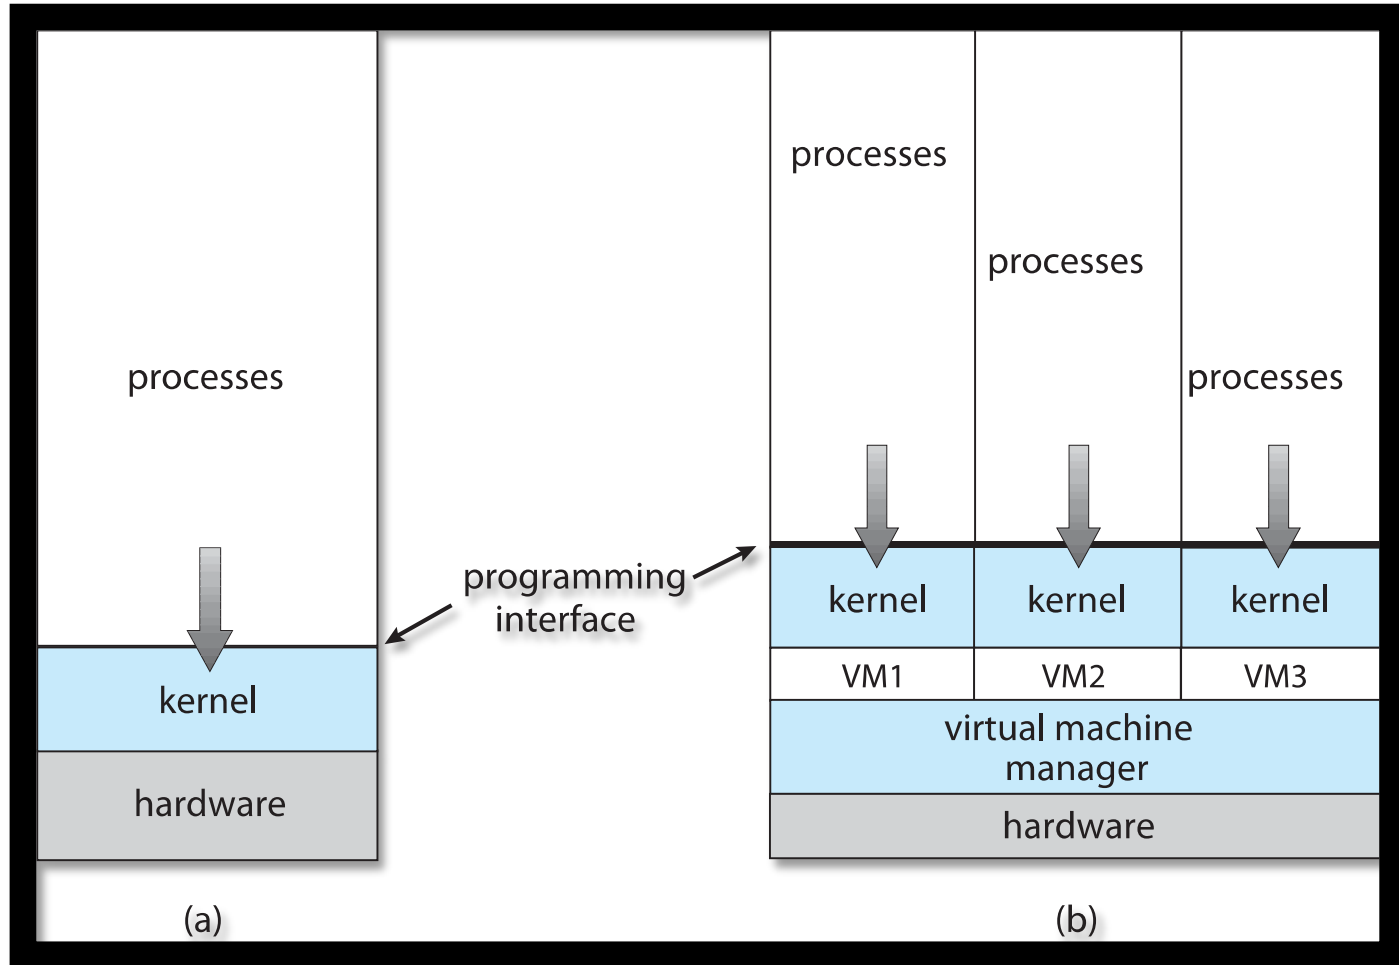 processes
kernel
hardware
(a)
programming
interface
processes
processes
processes
kernel
kernel
kernel
VM1
VM2
VM3
virtual machine
manager
hardware
(b)